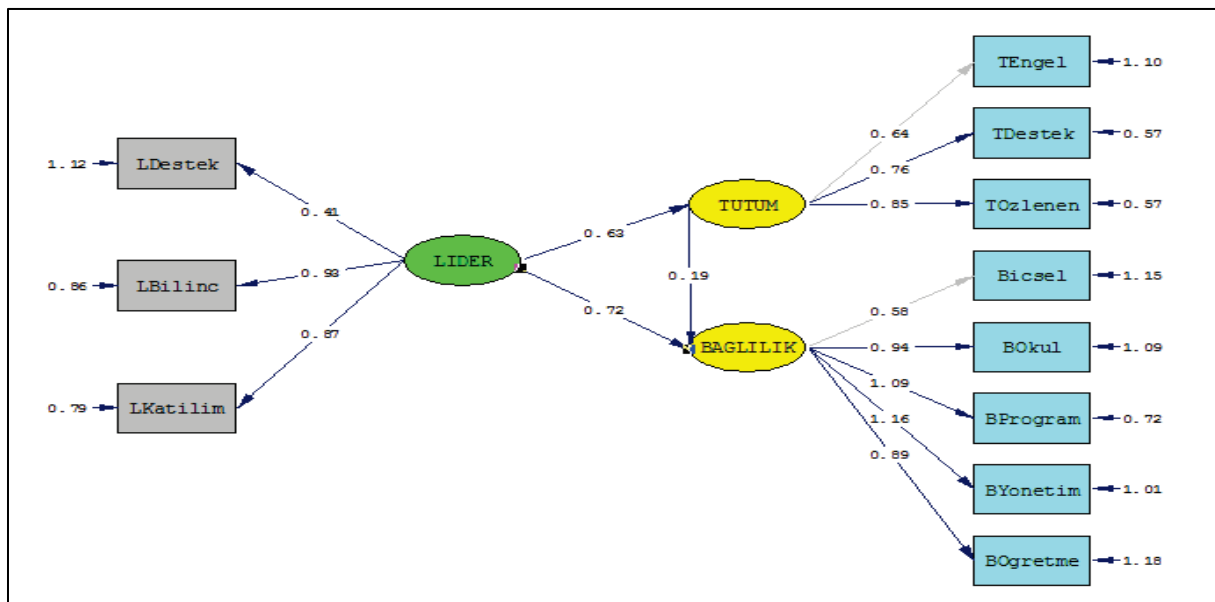 1.12
LDestek
0.86
LBilinc
0.79
LKatilim
0.41
0.93
0.87
LIDER
0.63
0.72
TUTUM
0.19
BAGLILIK
0.64
0.76
0.85
0.58
0.94
1.09
1.16
0.89
TEngel
1.10
TDestek
0.57
TOzlenen
0.57
Bicsel
1.15
BOkul
1.09
BProgram
0.72
BYonetim
1.01
BOgretme
1.18